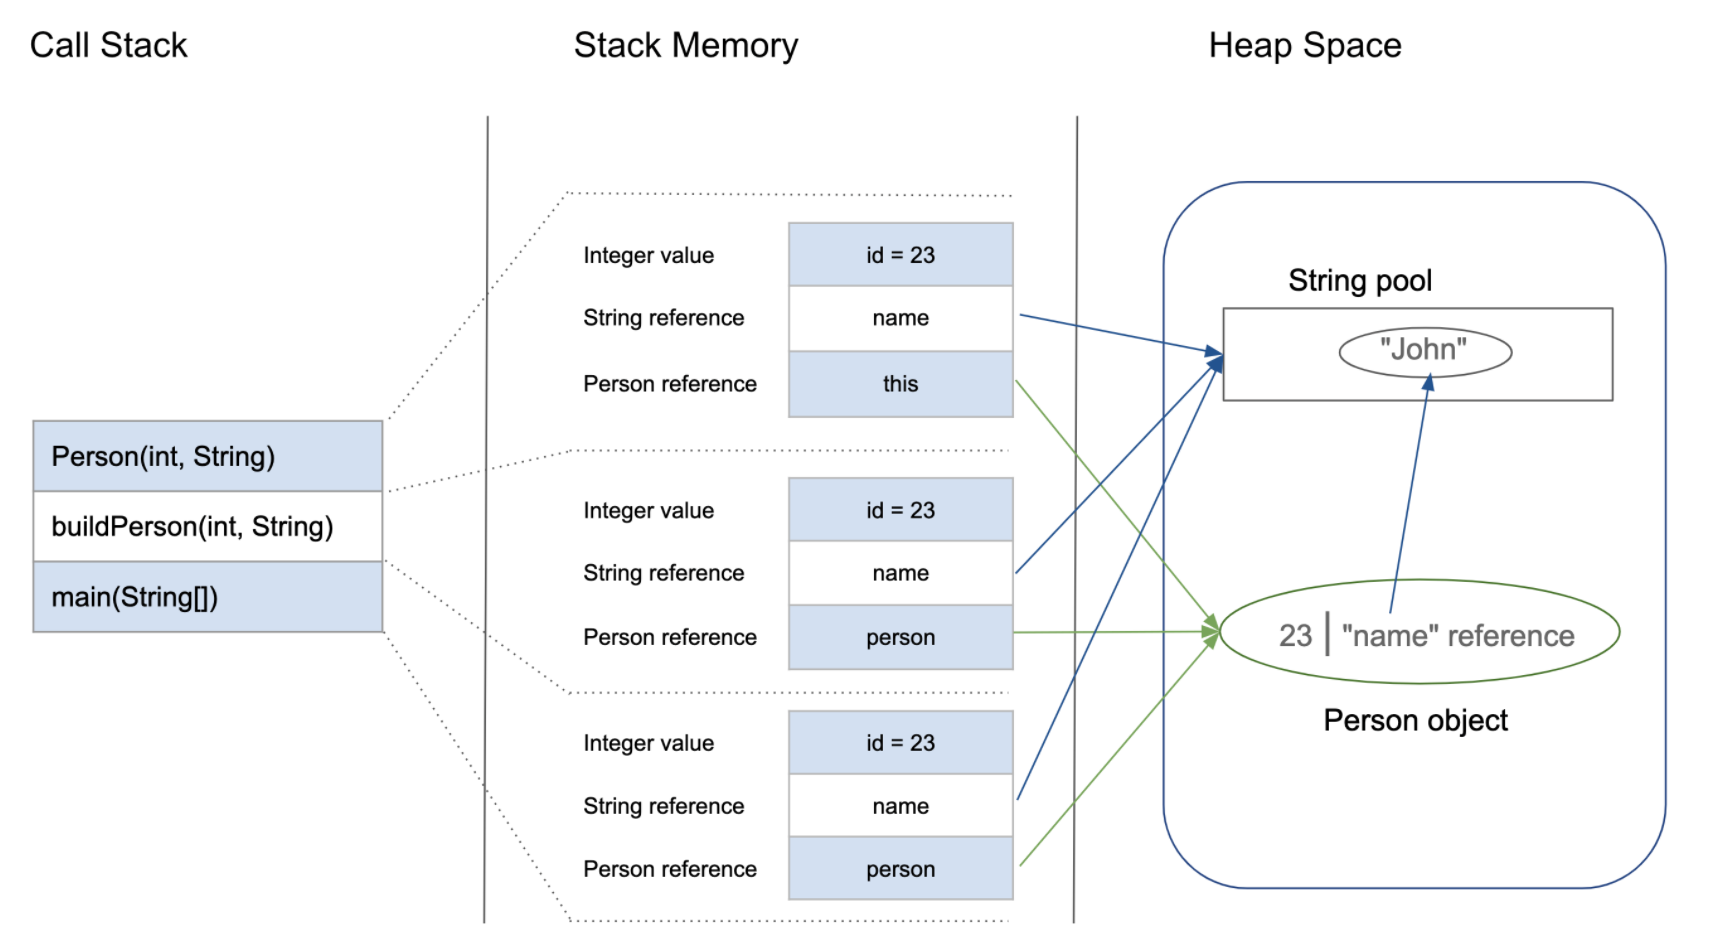 Call Stack
Stack Memory
Heap Space
Person(int, String)
buildPerson(int, String)
main(String[])
Integer value
id = 23
String reference
name
Person reference
this
Integer value
id = 23
String reference
name
Person reference
person
Integer value
id = 23
String reference
name
Person reference
person
String pool
"John"
23 | "name" reference
Person object